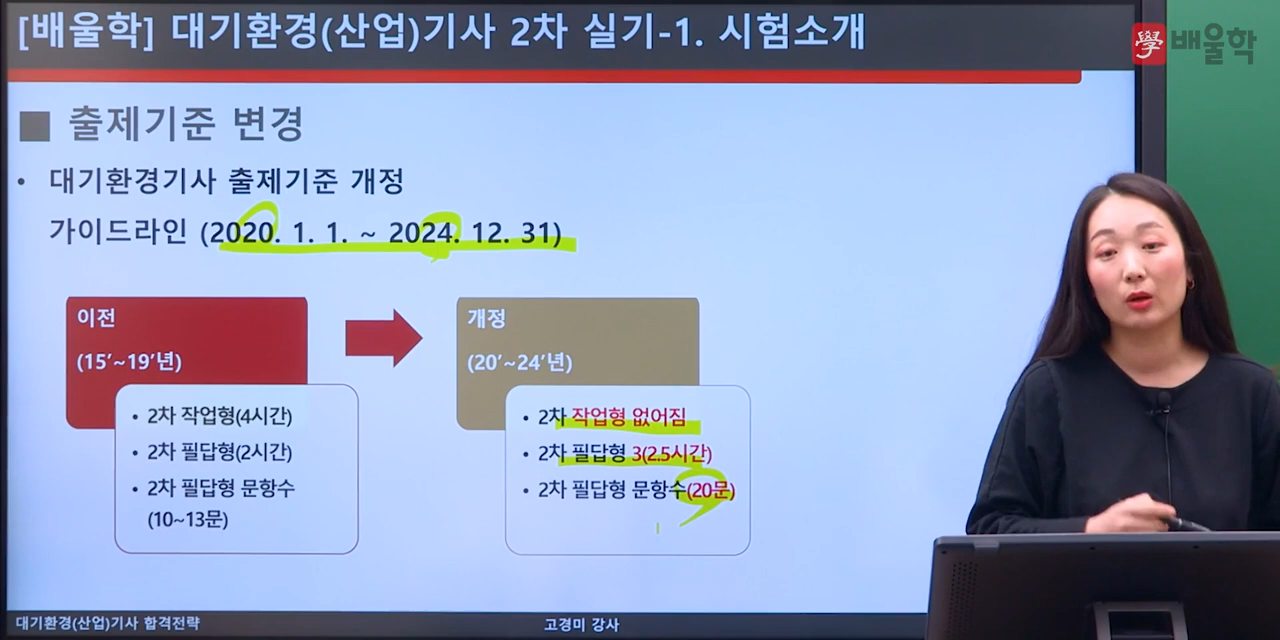 [배울학] 대기환경(산업)기사 2차 실기-1. 시험소개
學 배울학
■ 출제기준 변경
• 대기환경기사 출제기준 개정
가이드라인 (2020. 1. 1. ~ 2024. 12. 31)
이전
(15’~19’년)
• 2차 작업형(4시간)
• 2차 필답형(2시간)
• 2차 필답형 문항수
(10~13문)
개정
(20’~24’년)
• 2차 작업형 없어짐
• 2차 필답형 3(2.5시간)
• 2차 필답형 문항수(20문)
대기환경(산업)기사 합격전략
고경미 강사